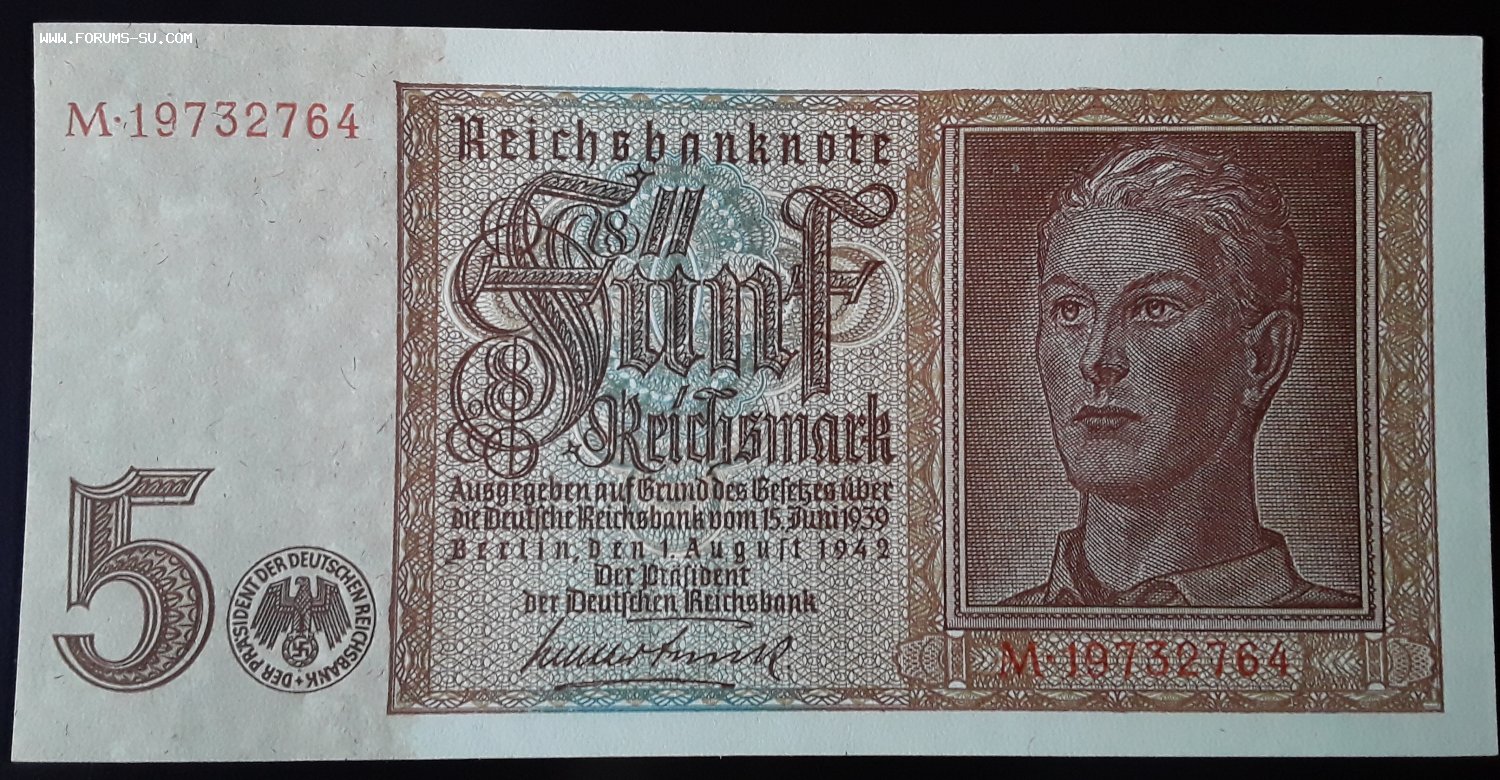 WWW.FORUMS-SU.COM
M·19732764
Reichsbanknote
Fünf
Reichsmark
Ausgegeben auf Grund des Gesetzes über
die Deutsche Reichsbank vom 15. Juni 1939
Berlin, den 1. August 1942
Der Präsident
der Deutschen Reichsbank
5
DER PRÄSIDENT DER DEUTSCHEN REICHSBANK +
M·19732764